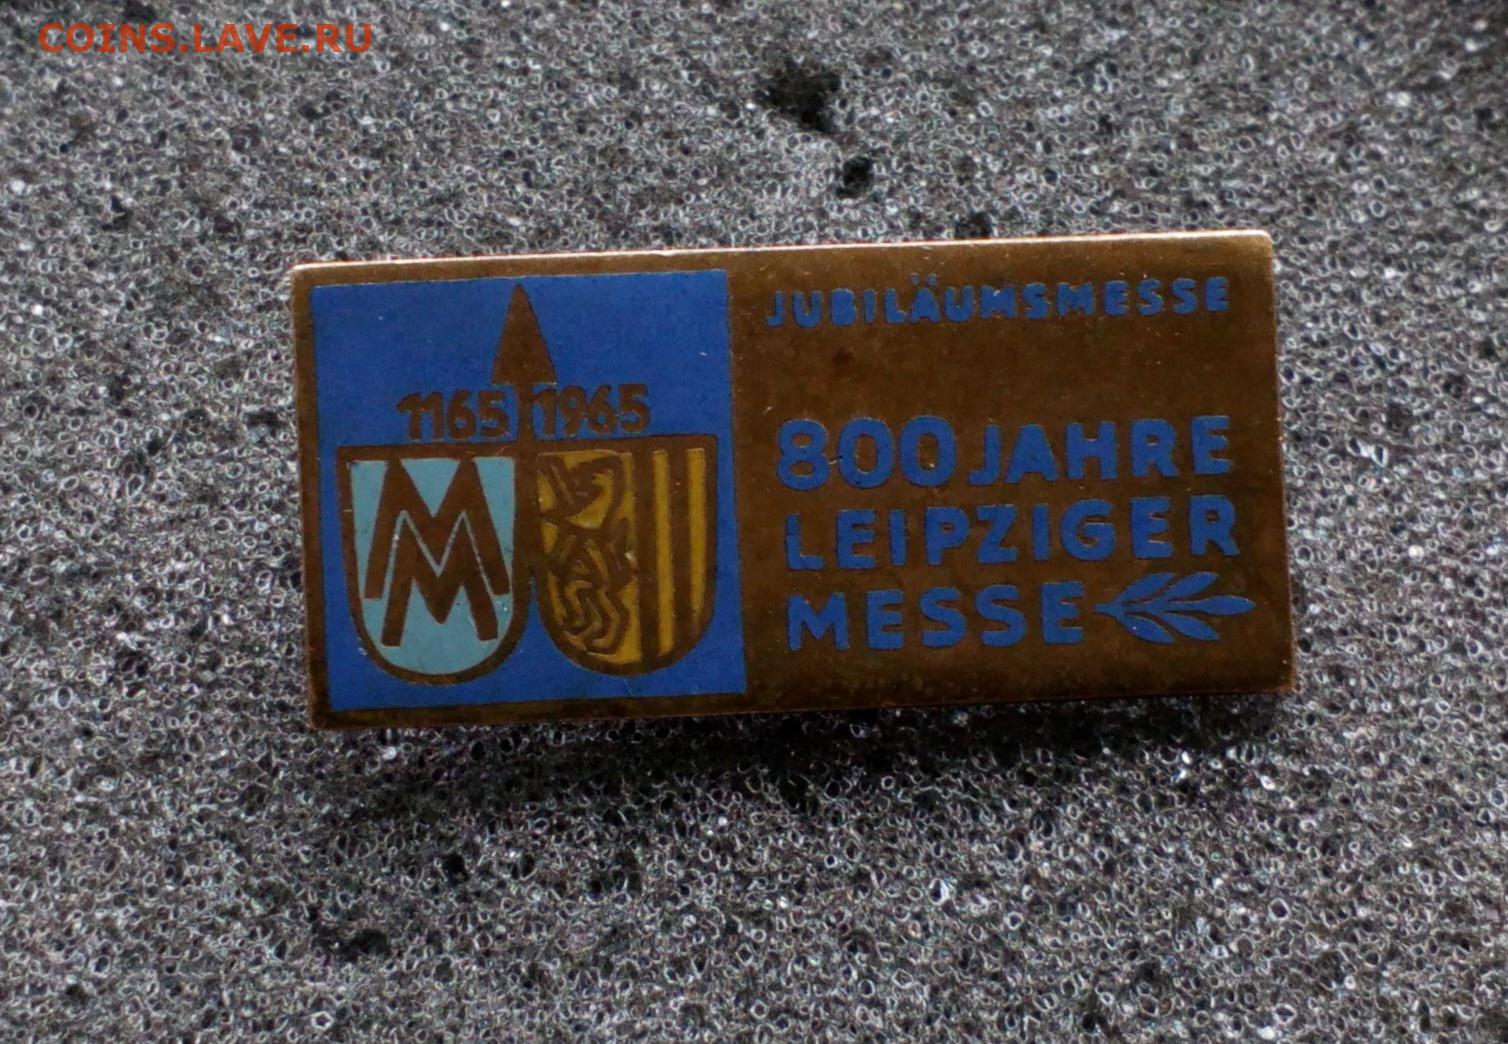 COINS.LAVE.RU
JUBILÄUMSMESSE
1165 1965
800 JAHRE
LEIPZIGER
MESSE
MM